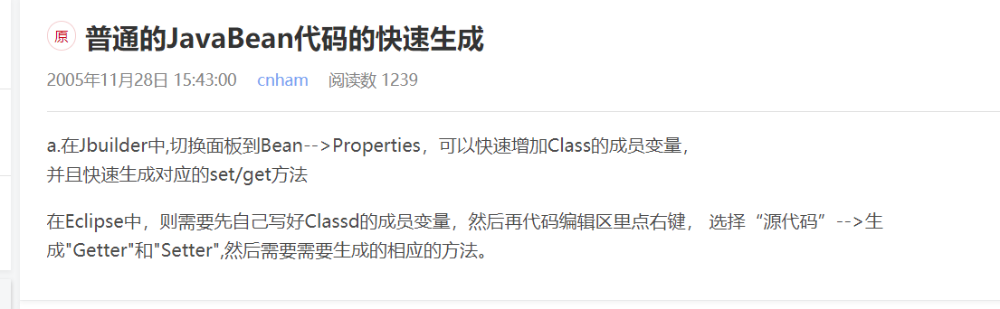 原 普通的JavaBean代码的快速生成
2005年11月28日 15:43:00 cnham 阅读数 1239
a.在Jbuilder中,切换面板到Bean-->Properties，可以快速增加Class的成员变量，
并且快速生成对应的set/get方法
在Eclipse中，则需要先自己写好Classd的成员变量，然后再代码编辑区里点右键， 选择“源代码”-->生
成"Getter"和"Setter",然后需要需要生成的相应的方法。